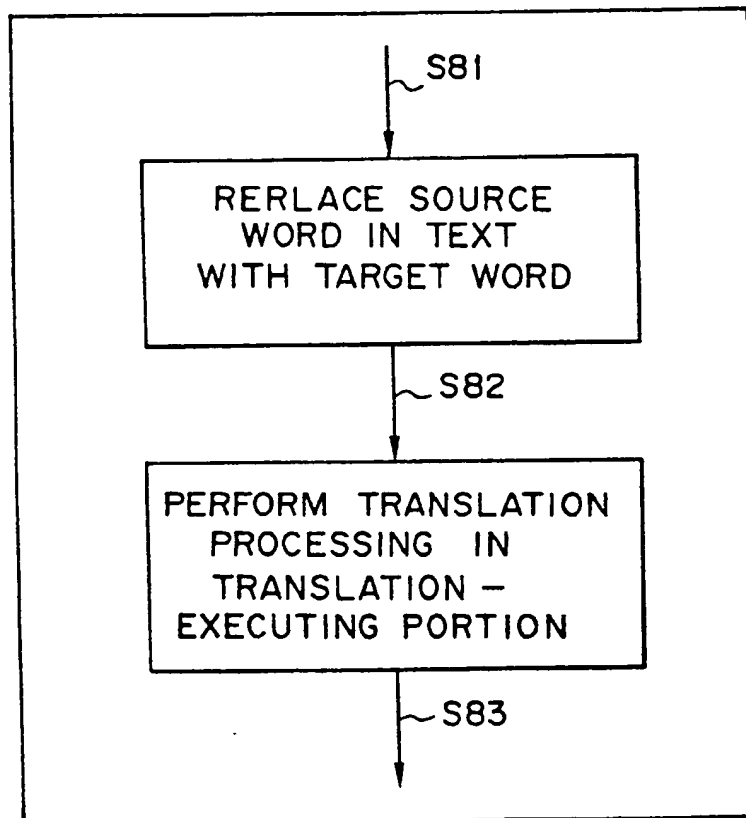 S81
RERLACE SOURCE
WORD IN TEXT
WITH TARGET WORD
S82
PERFORM TRANSLATION
PROCESSING IN
TRANSLATION –
EXECUTING PORTION
S83